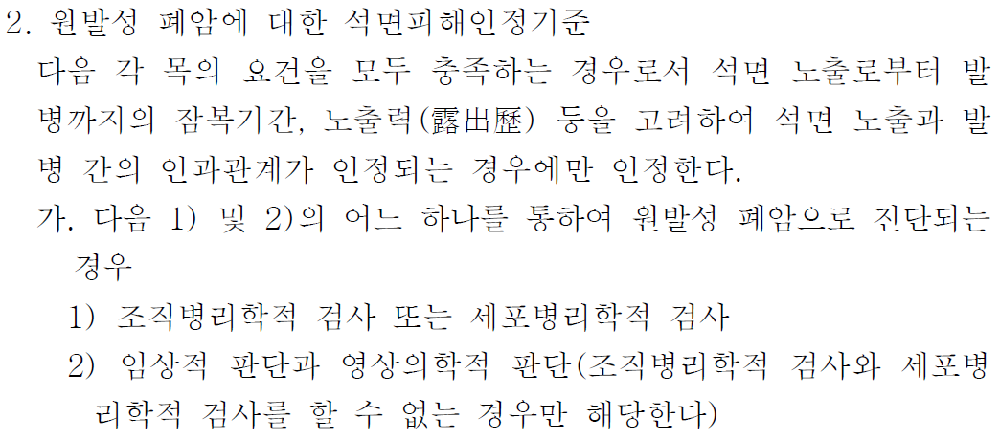 2. 원발성 폐암에 대한 석면피해인정기준
다음 각 목의 요건을 모두 충족하는 경우로서 석면 노출로부터 발
병까지의 잠복기간, 노출력(露出歷) 등을 고려하여 석면 노출과 발
병 간의 인과관계가 인정되는 경우에만 인정한다.
가. 다음 1) 및 2)의 어느 하나를 통하여 원발성 폐암으로 진단되는
경우
1) 조직병리학적 검사 또는 세포병리학적 검사
2) 임상적 판단과 영상의학적 판단(조직병리학적 검사와 세포병
리학적 검사를 할 수 없는 경우만 해당한다)